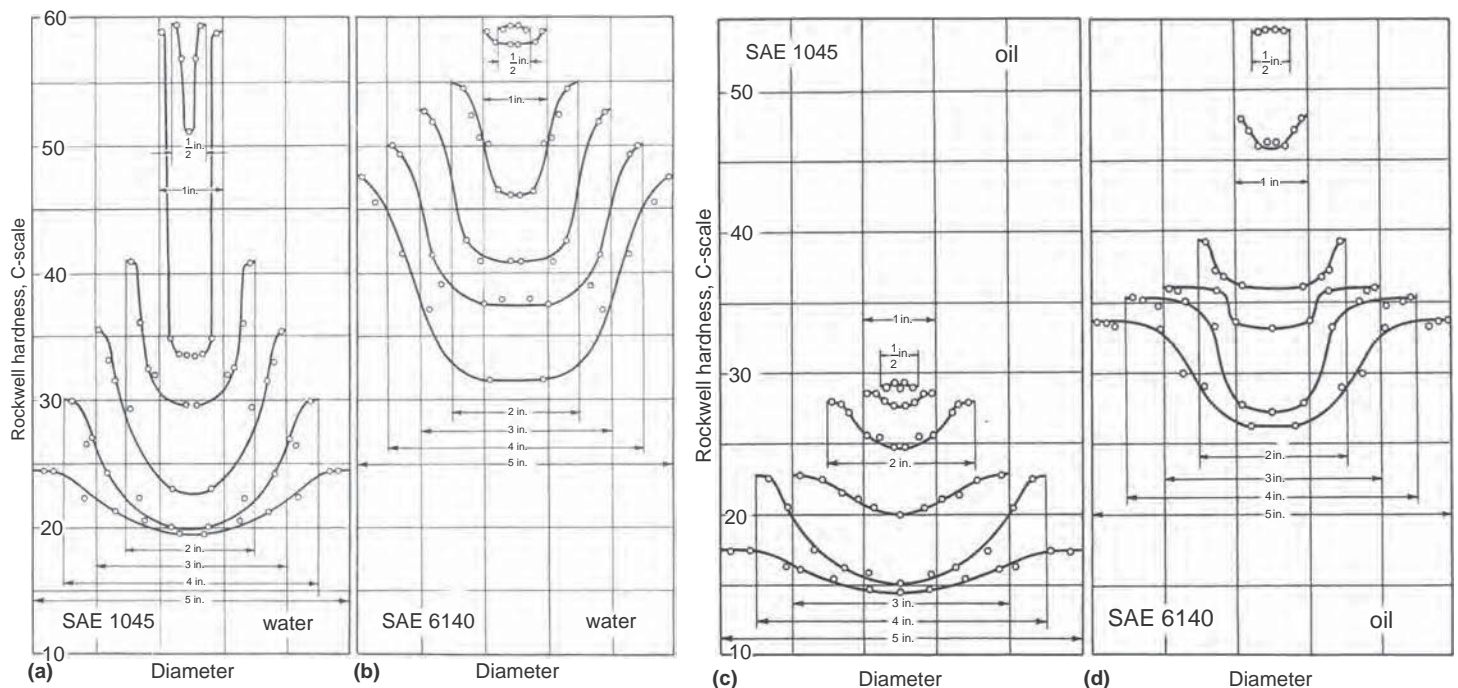 60
50
40
30
20
10
Rockwell hardness, C-scale
1/2 in.
1 in.
2 in.
3 in.
4 in.
5 in.
SAE 1045 water
(a) Diameter
1/2 in.
1 in.
2 in.
3 in.
4 in.
5 in.
SAE 6140 water
(b) Diameter
SAE 1045 oil
50
40
30
20
10
Rockwell hardness, C-scale
1 in.
1/2 in.
2 in.
3 in.
4 in.
5 in.
(c) Diameter
1/2 in.
1 in
2 in.
3 in.
4 in.
5 in.
SAE 6140 oil
(d) Diameter